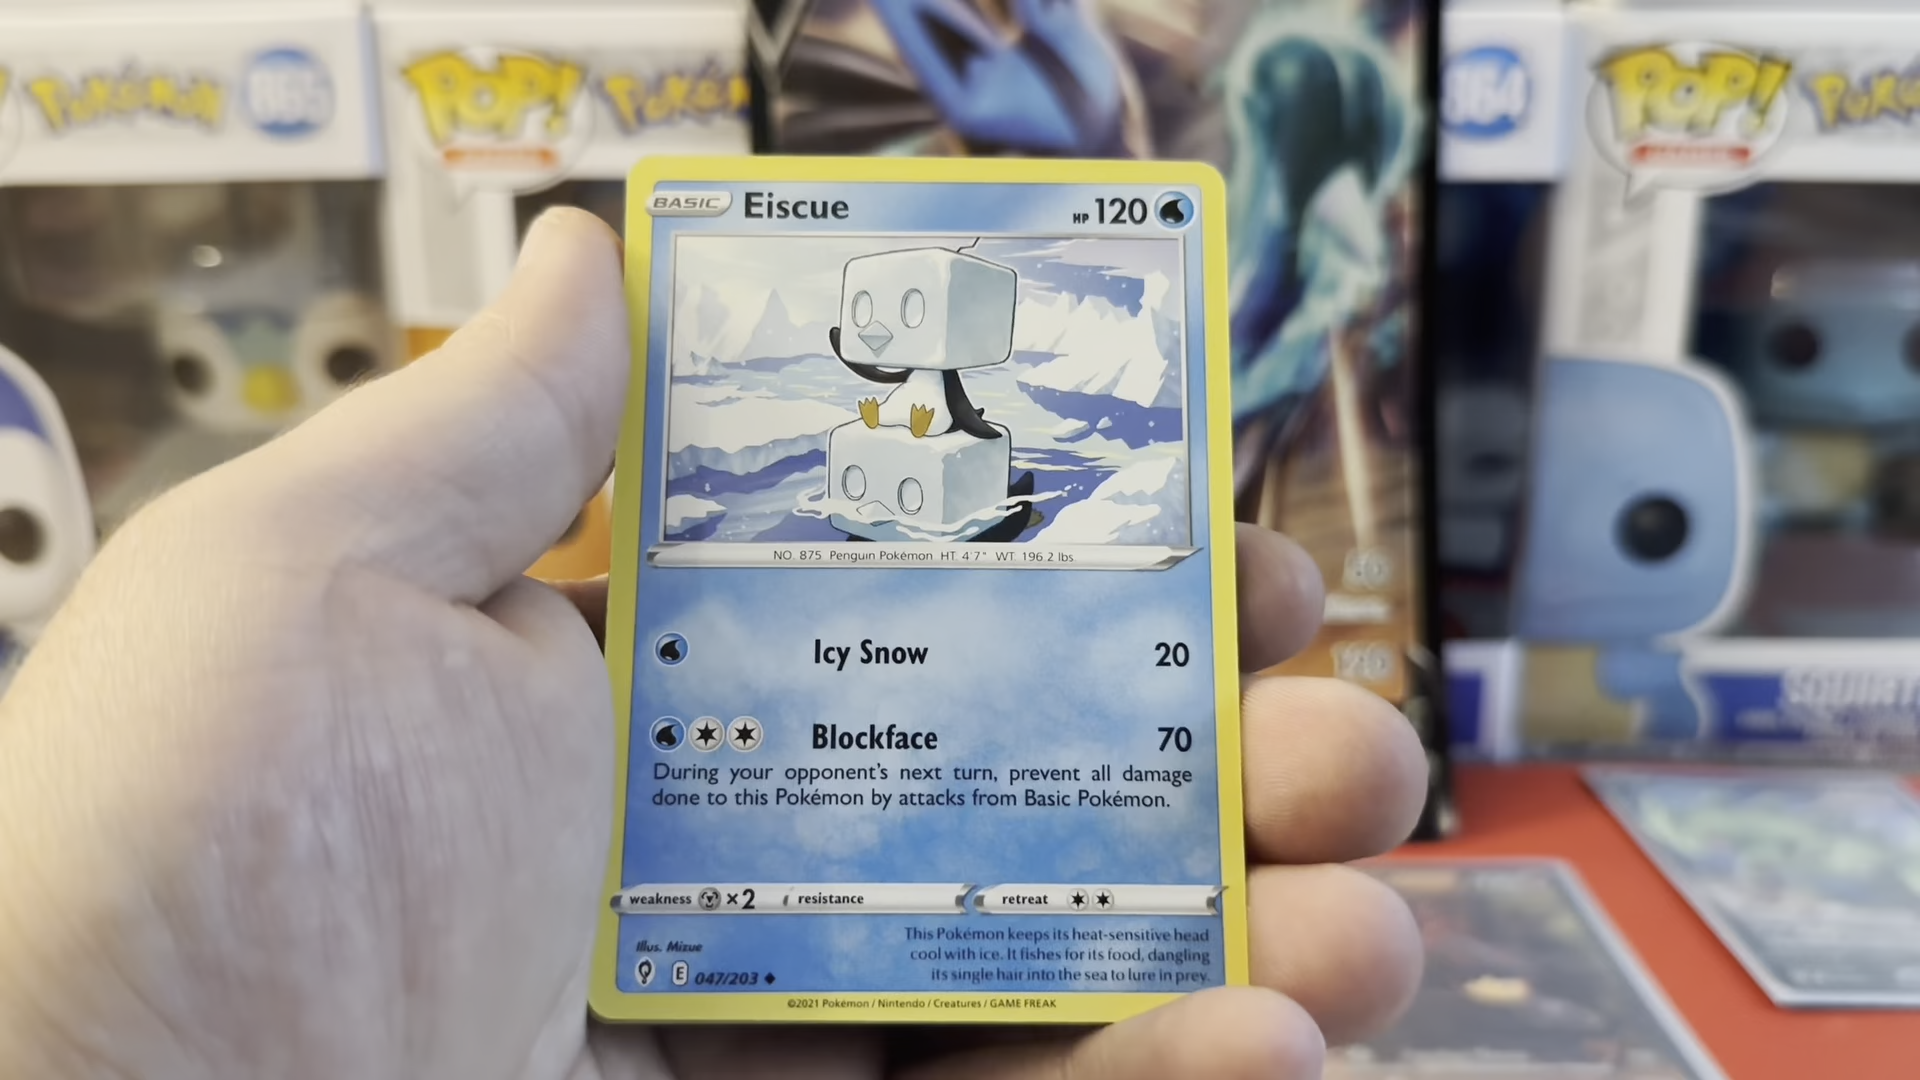 Pokémon 865
POP! Pokémon
864 POP! Pokémon
BASIC Eiscue HP 120
NO. 875 Penguin Pokémon HT 4'7" WT 196.2 lbs.
Icy Snow 20
Blockface 70
During your opponent's next turn, prevent all damage
done to this Pokémon by attacks from Basic Pokémon.
weakness ×2 resistance retreat
Illus. Mizue
This Pokémon keeps its heat-sensitive head
cool with ice. It fishes for its food, dangling
its single hair into the sea to lure in prey.
E 047/203
©2021 Pokémon / Nintendo / Creatures / GAME FREAK